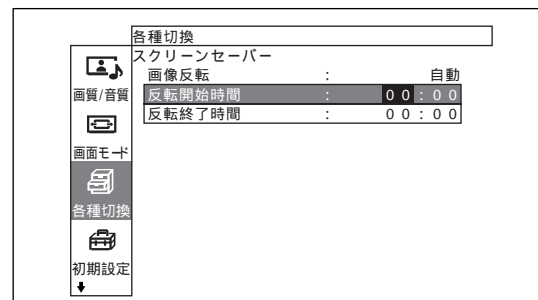 各種切換
スクリーンセーバー
画像反転 : 自動
反転開始時間 : 00:00
反転終了時間 : 00:00
画質/音質
画面モード
各種切換
初期設定